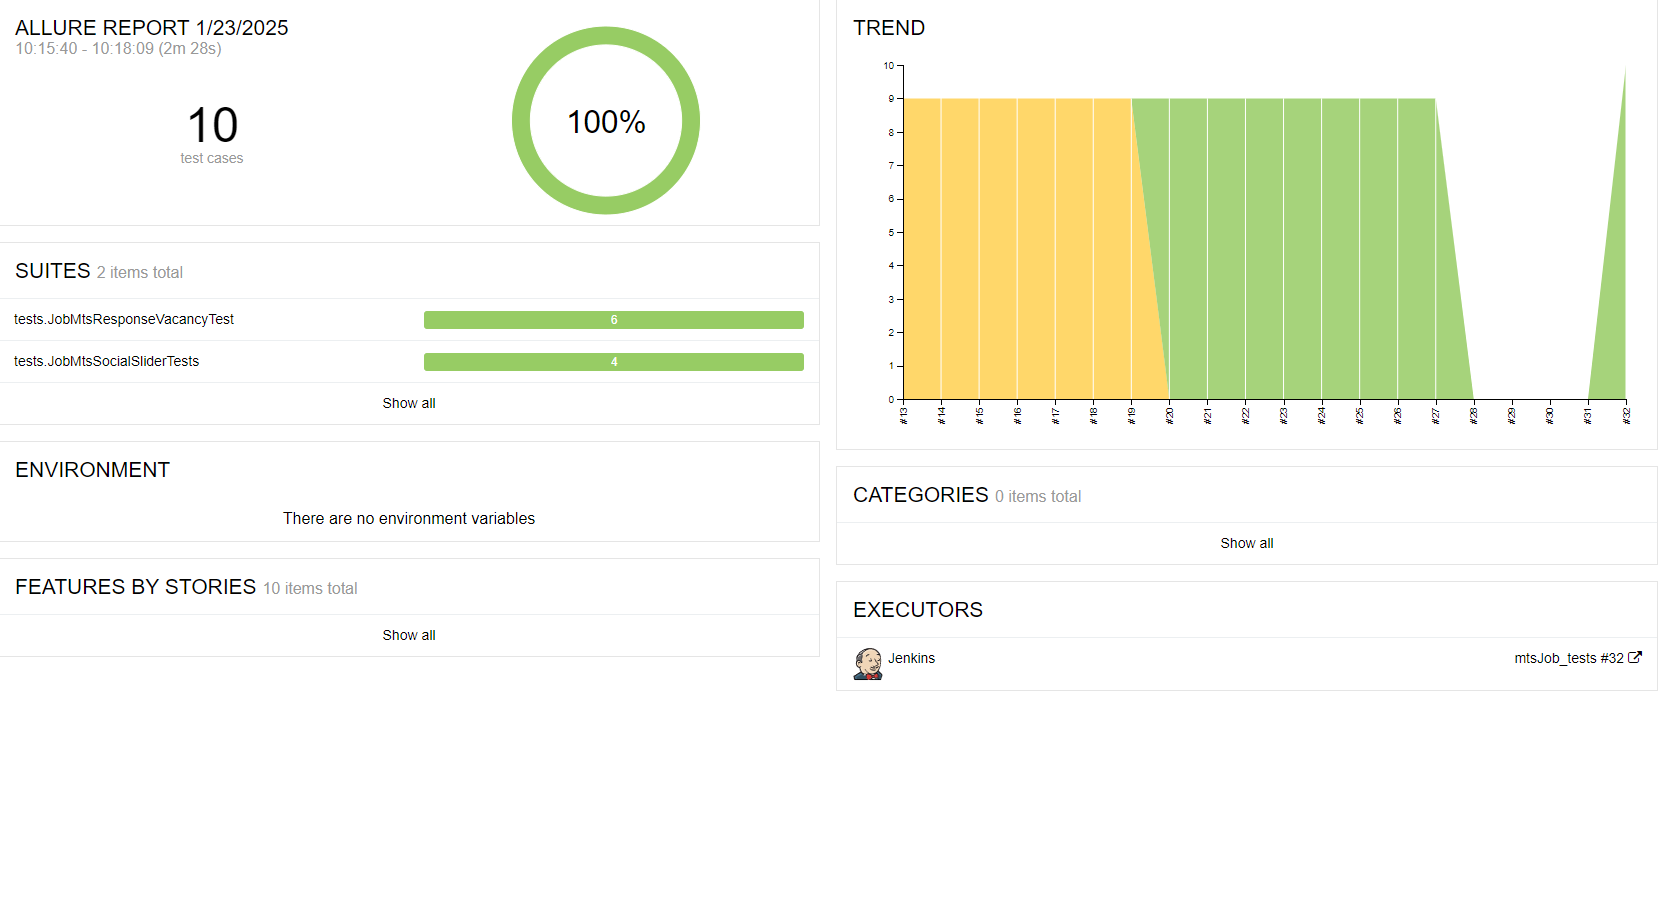 ALLURE REPORT 1/23/2025
10:15:40 - 10:18:09 (2m 28s)
10
test cases
100%
SUITES 2 items total
tests.JobMtsResponseVacancyTest 6
tests.JobMtsSocialSliderTests 4
Show all
ENVIRONMENT
There are no environment variables
FEATURES BY STORIES 10 items total
Show all
TREND
10
9
8
7
6
5
4
3
2
1
0
#13 #14 #15 #16 #17 #18 #19 #20 #21 #22 #23 #24 #25 #26 #27 #28 #29 #30 #31 #32
CATEGORIES 0 items total
Show all
EXECUTORS
Jenkins mtsJob_tests #32